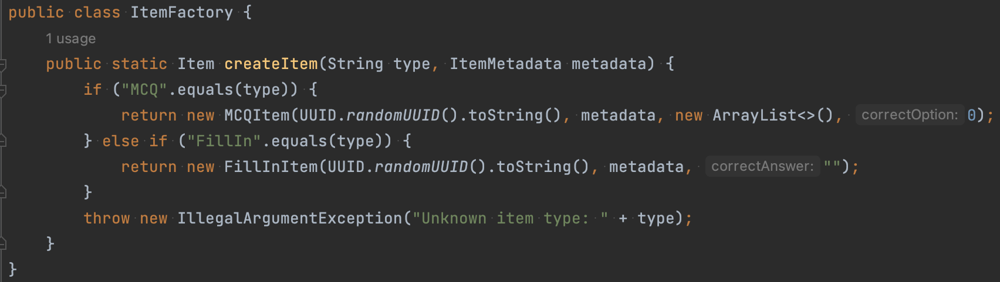 public class ItemFactory {
1 usage
public static Item createItem(String type, ItemMetadata metadata) {
if ("MCQ".equals(type)) {
return new MCQItem(UUID.randomUUID().toString(), metadata, new ArrayList<>(), correctOption: 0);
} else if ("FillIn".equals(type)) {
return new FillInItem(UUID.randomUUID().toString(), metadata, correctAnswer: "");
}
throw new IllegalArgumentException("Unknown item type: " + type);
}
}